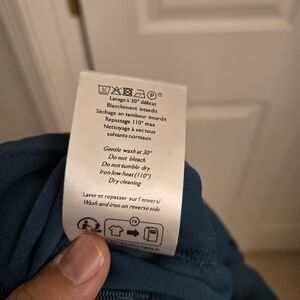 P
Lavage à 30° délicat
Blanchiment interdit
Séchage en tambour interdit
Repassage 110° max
Nettoyage à sec tous
solvants normaux
Gentle wash at 30°
Do not bleach
Do not tumble dry
Iron low heat (110°)
Dry cleaning
Laver et repasser sur l'envers/
Wash and iron on reverse side
FR